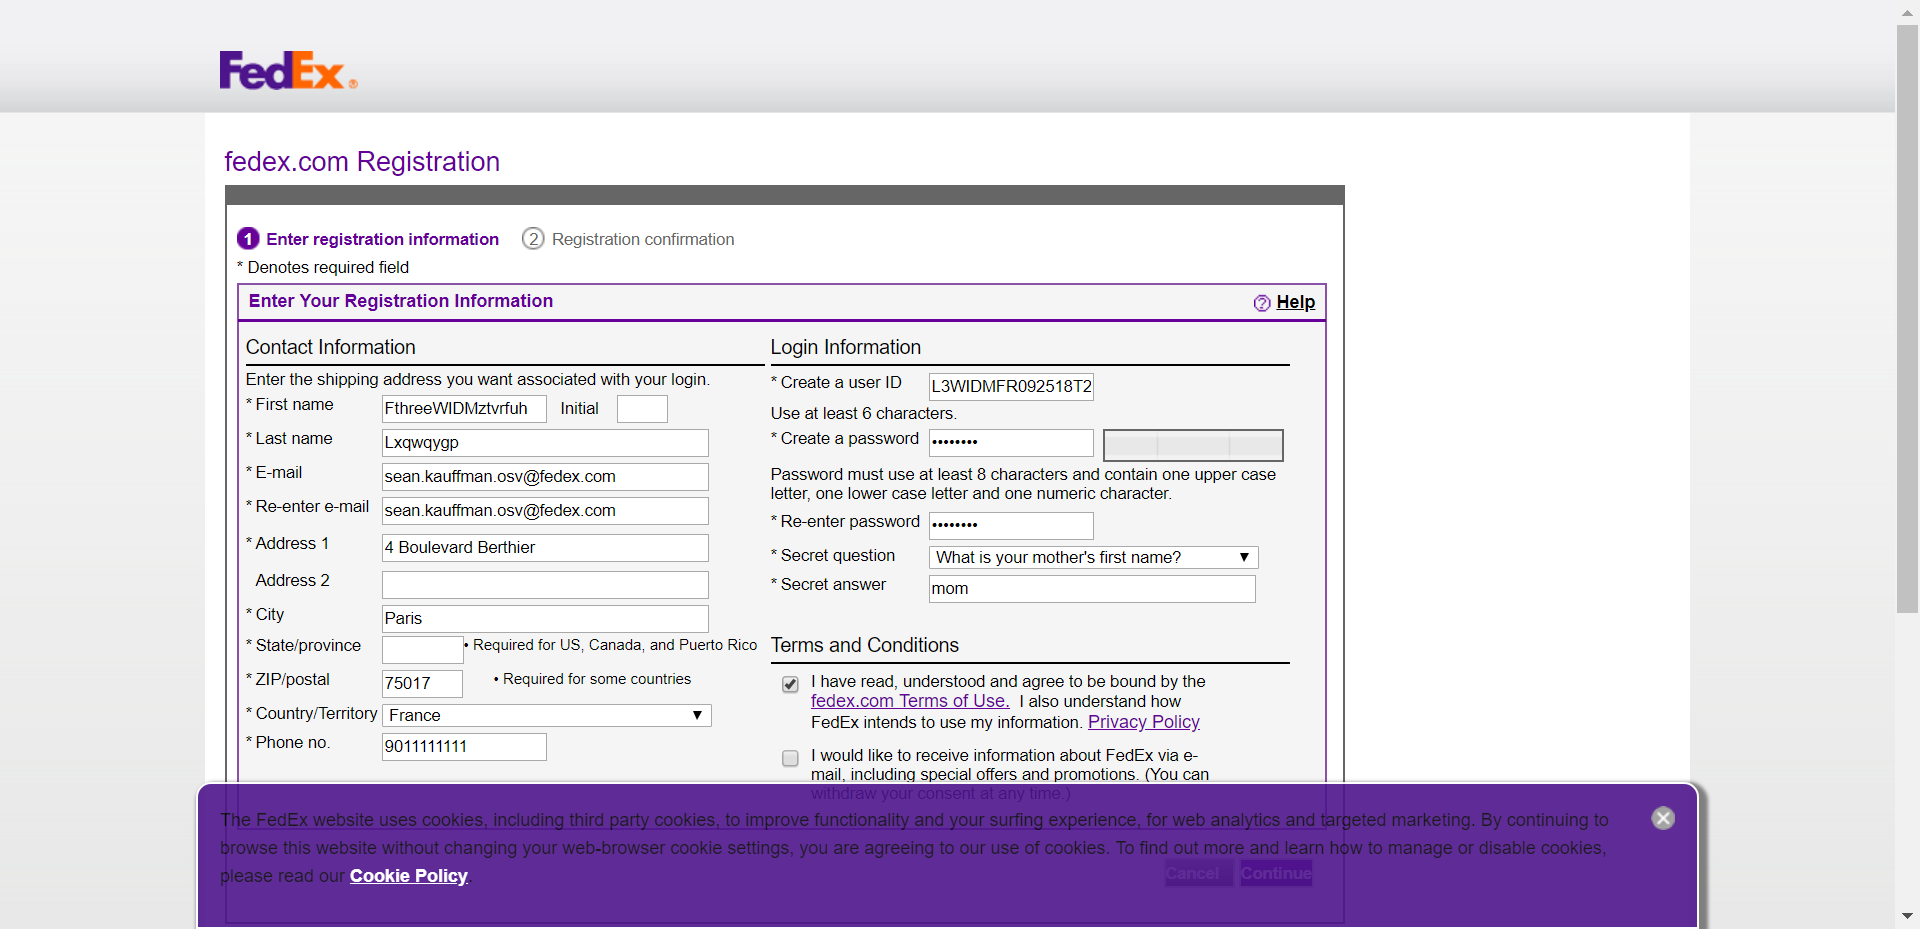 FedEx®
fedex.com Registration
1 Enter registration information 2 Registration confirmation
* Denotes required field
Enter Your Registration Information
? Help
Contact Information
Enter the shipping address you want associated with your login.
* First name FthreeWIDMztvrfuh Initial
* Last name Lxqwqygp
* E-mail sean.kauffman.osv@fedex.com
* Re-enter e-mail sean.kauffman.osv@fedex.com
* Address 1 4 Boulevard Berthier
Address 2
* City Paris
* State/province • Required for US, Canada, and Puerto Rico
* ZIP/postal 75017 • Required for some countries
* Country/Territory France
* Phone no. 9011111111
Login Information
* Create a user ID L3WIDMFR092518T2
Use at least 6 characters.
* Create a password ••••••••
Password must use at least 8 characters and contain one upper case
letter, one lower case letter and one numeric character.
* Re-enter password ••••••••
* Secret question What is your mother's first name?
* Secret answer mom
Terms and Conditions
I have read, understood and agree to be bound by the
fedex.com Terms of Use. I also understand how
FedEx intends to use my information. Privacy Policy
I would like to receive information about FedEx via e-
mail, including special offers and promotions. (You can
withdraw your consent at any time.)
The FedEx website uses cookies, including third party cookies, to improve functionality and your surfing experience, for web analytics and targeted marketing. By continuing to
browse this website without changing your web-browser cookie settings, you are agreeing to our use of cookies. To find out more and learn how to manage or disable cookies,
please read our Cookie Policy.
Cancel Continue